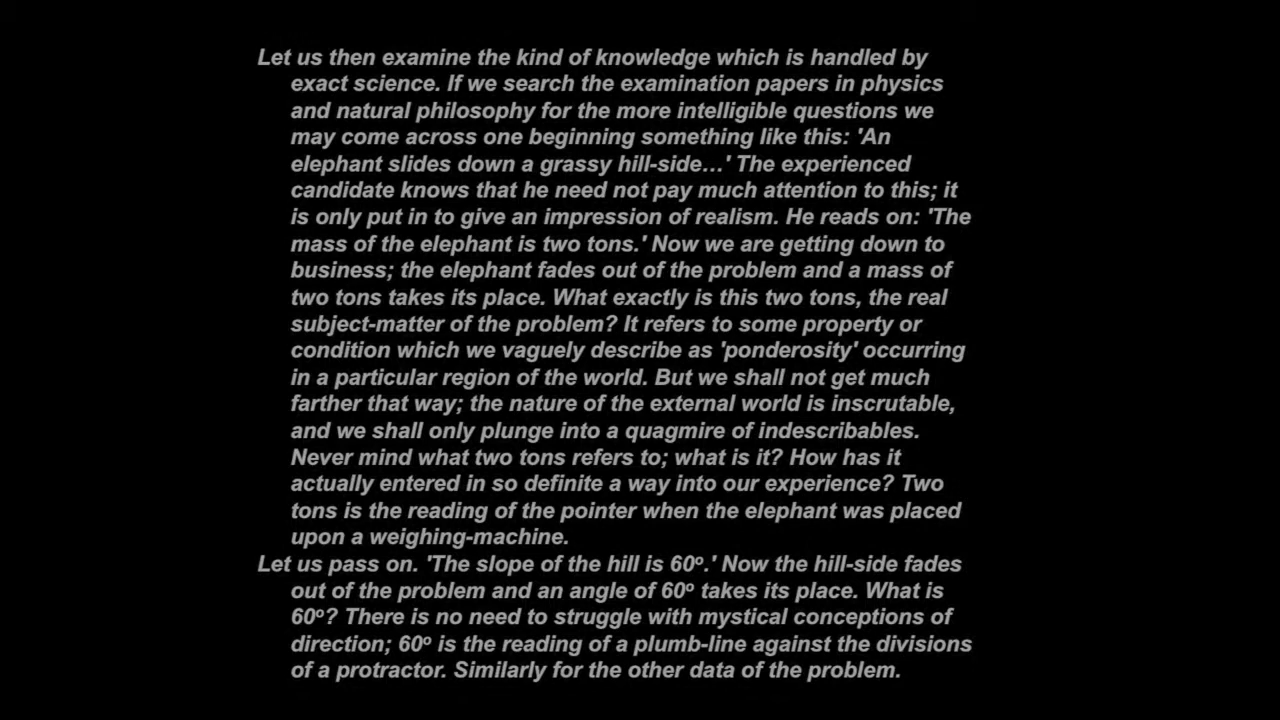 Let us then examine the kind of knowledge which is handled by
exact science. If we search the examination papers in physics
and natural philosophy for the more intelligible questions we
may come across one beginning something like this: 'An
elephant slides down a grassy hill-side...' The experienced
candidate knows that he need not pay much attention to this; it
is only put in to give an impression of realism. He reads on: 'The
mass of the elephant is two tons.' Now we are getting down to
business; the elephant fades out of the problem and a mass of
two tons takes its place. What exactly is this two tons, the real
subject-matter of the problem? It refers to some property or
condition which we vaguely describe as 'ponderosity' occurring
in a particular region of the world. But we shall not get much
farther that way; the nature of the external world is inscrutable,
and we shall only plunge into a quagmire of indescribables.
Never mind what two tons refers to; what is it? How has it
actually entered in so definite a way into our experience? Two
tons is the reading of the pointer when the elephant was placed
upon a weighing-machine.
Let us pass on. 'The slope of the hill is 60º.' Now the hill-side fades
out of the problem and an angle of 60º takes its place. What is
60º? There is no need to struggle with mystical conceptions of
direction; 60º is the reading of a plumb-line against the divisions
of a protractor. Similarly for the other data of the problem.